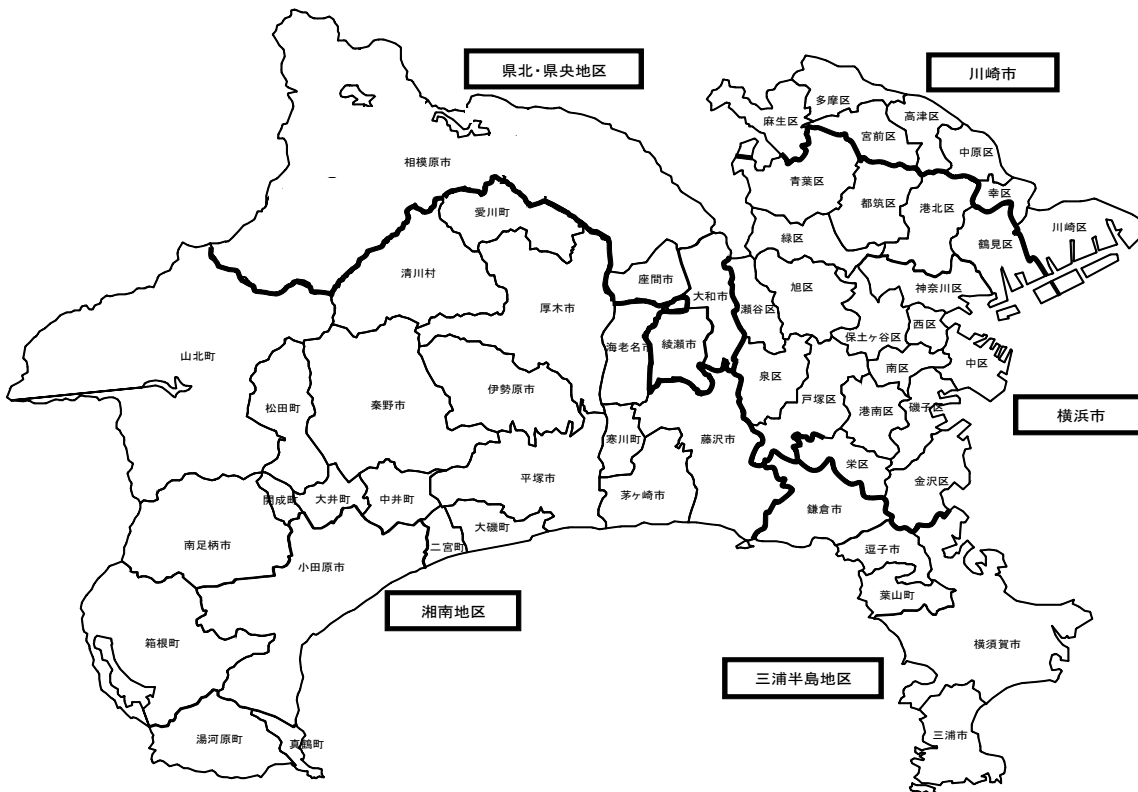 県北・県央地区
川崎市
多摩区
高津区
麻生区
宮前区
中原区
相模原市
青葉区
幸区
都筑区
港北区
愛川町
川崎区
緑区
鶴見区
清川村
座間市
旭区
神奈川区
厚木市
大和市
瀬谷区
西区
保土ヶ谷区
海老名市
綾瀬市
山北町
南区
中区
泉区
伊勢原市
戸塚区
松田町
秦野市
港南区
磯子区
横浜市
寒川町
藤沢市
栄区
平塚市
金沢区
開成町
大井町
中井町
茅ヶ崎市
鎌倉市
大磯町
南足柄市
二宮町
逗子市
小田原市
葉山町
湘南地区
箱根町
横須賀市
三浦半島地区
三浦市
湯河原町
真鶴町